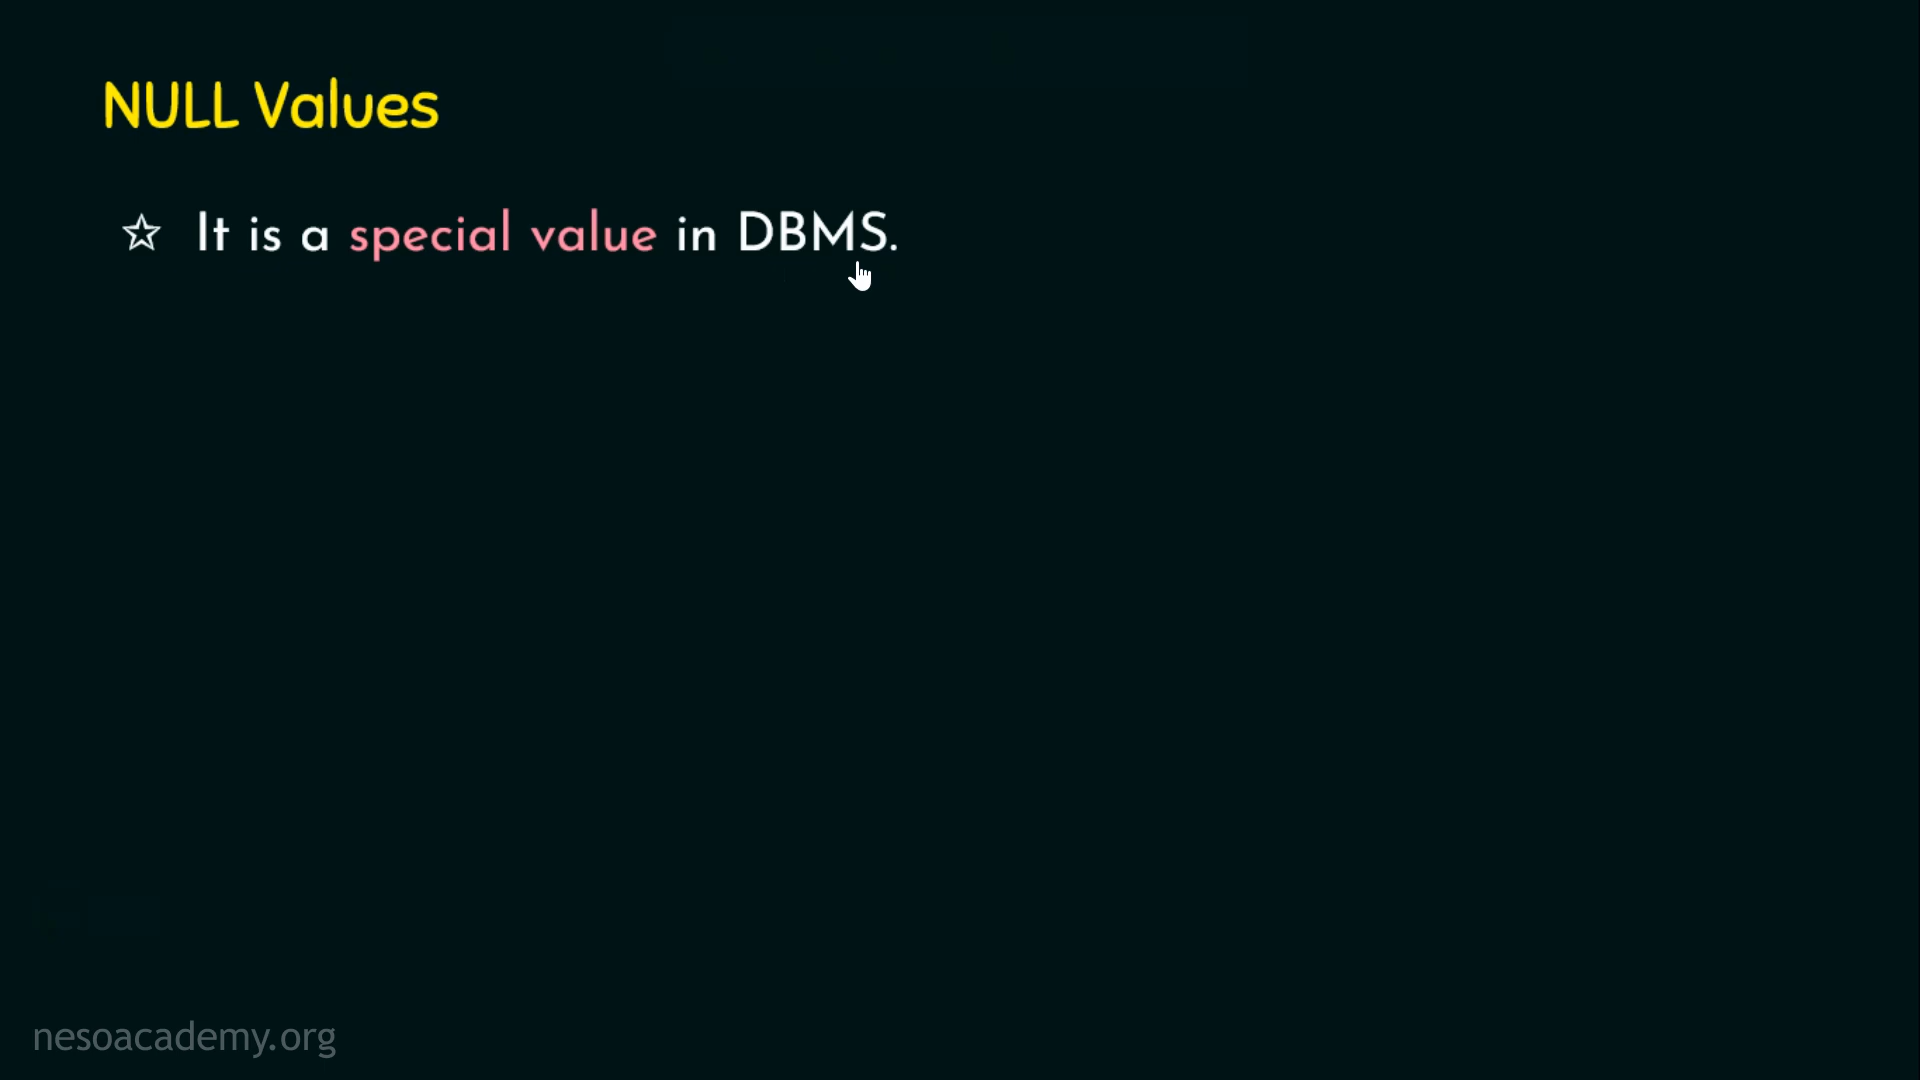 NULL Values
☆ It is a special value in DBMS.
nesoacademy.org